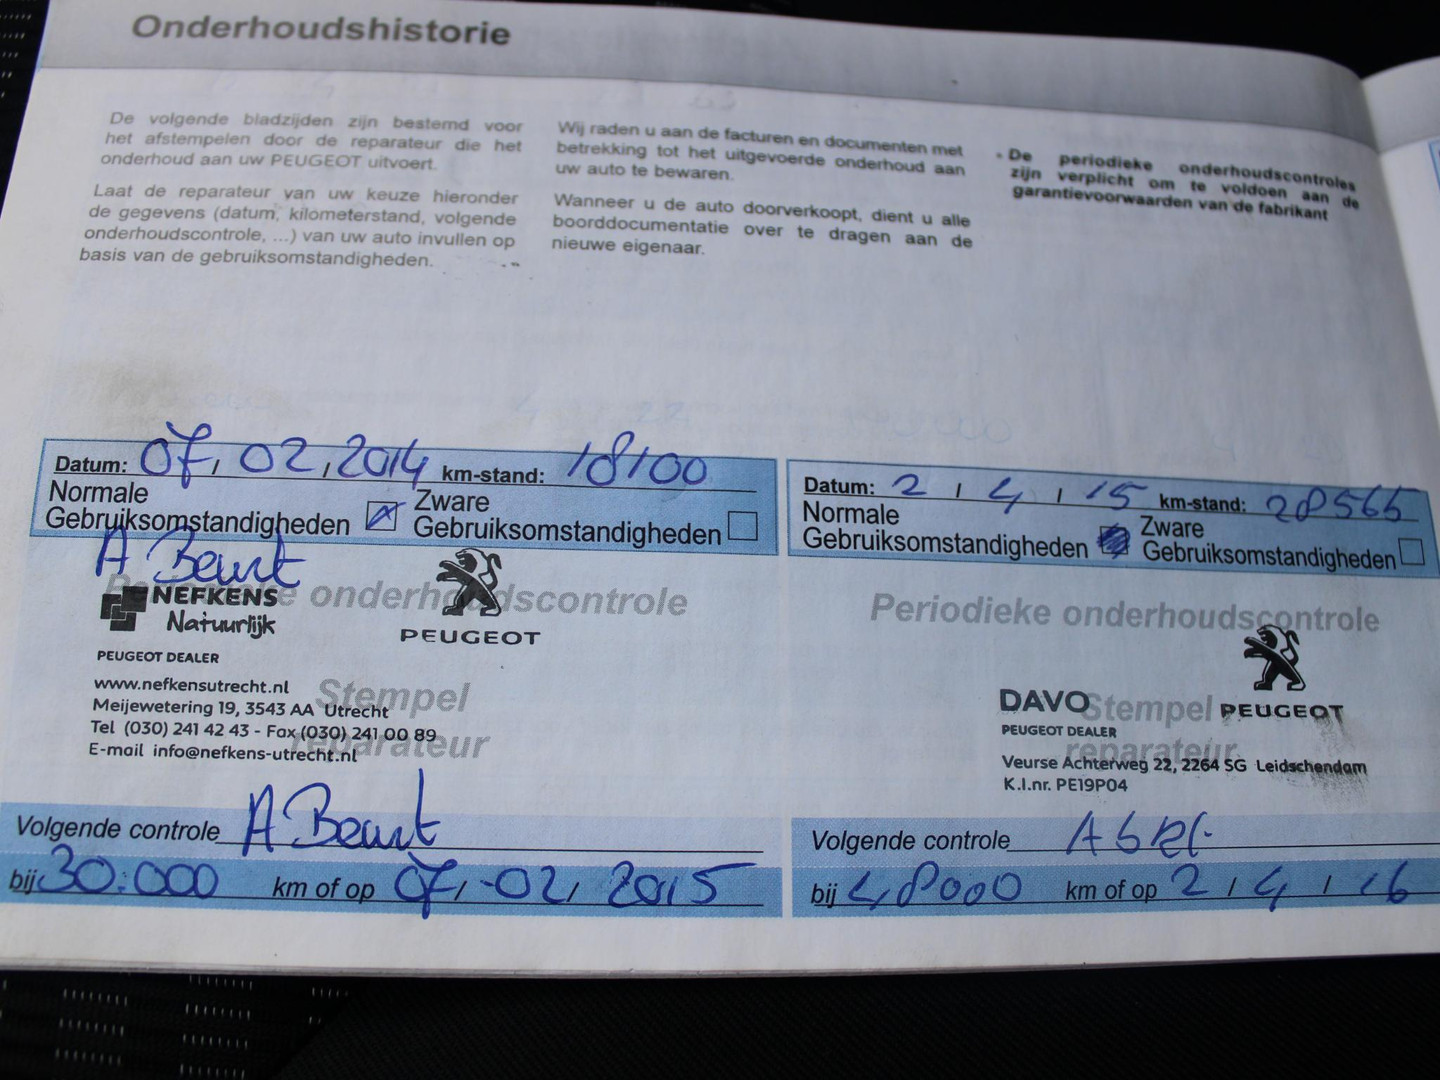 Onderhoudshistorie
De volgende bladzijden zijn bestemd voor
het afstempelen door de reparateur die het
onderhoud aan uw PEUGEOT uitvoert.
Laat de reparateur van uw keuze hieronder
de gegevens (datum, kilometerstand, volgende
onderhoudscontrole, ...) van uw auto invullen op
basis van de gebruiksomstandigheden.
Wij raden u aan de facturen en documenten met
betrekking tot het uitgevoerde onderhoud aan
uw auto te bewaren.
Wanneer u de auto doorverkoopt, dient u alle
boorddocumentatie over te dragen aan de
nieuwe eigenaar.
De periodieke onderhoudscontroles
zijn verplicht om te voldoen aan de
garantievoorwaarden van de fabrikant
Datum: 07, 02, 2014 km-stand: 18100
Normale
Gebruiksomstandigheden
Zware
Gebruiksomstandigheden
A Beurt
Periodieke onderhoudscontrole
NEFKENS
Natuurlijk
PEUGEOT
PEUGEOT DEALER
Stempel
reparateur
www.nefkensutrecht.nl
Meijewetering 19, 3543 AA Utrecht
Tel (030) 241 42 43 - Fax (030) 241 00 89
E-mail info@nefkens-utrecht.nl
Volgende controle A Beurt
bij 30.000 km of op 07, 02, 2015
Datum: 2 / 4 / 15 km-stand: 28565
Normale
Gebruiksomstandigheden
Zware
Gebruiksomstandigheden
Periodieke onderhoudscontrole
DAVO
Stempel
reparateur
PEUGEOT
PEUGEOT DEALER
Veurse Achterweg 22, 2264 SG Leidschendam
K.I.nr. PE19P04
Volgende controle A
bij 48000 km of op 2 / 4 / 16